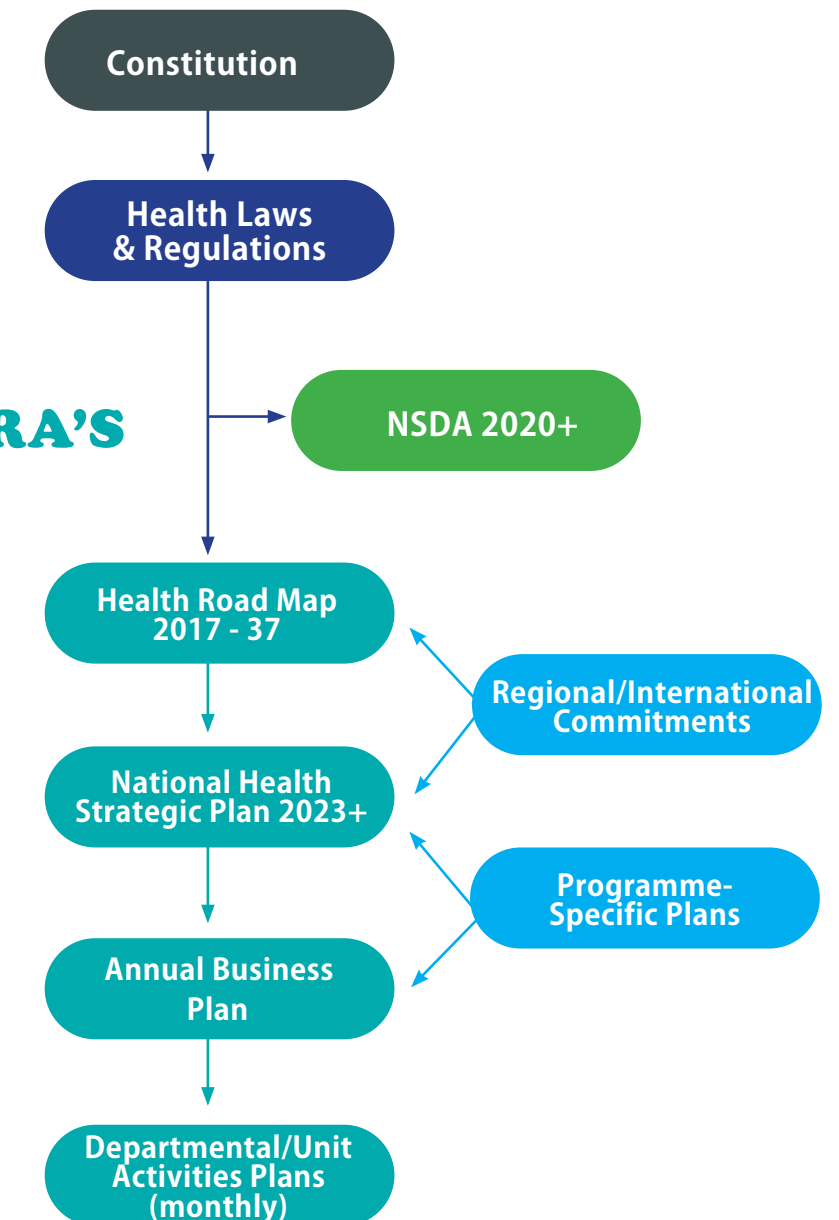 Constitution
Health Laws
& Regulations
RA'S
NSDA 2020+
Health Road Map
2017 - 37
Regional/International
Commitments
National Health
Strategic Plan 2023+
Programme-
Specific Plans
Annual Business
Plan
Departmental/Unit
Activities Plans
(monthly)